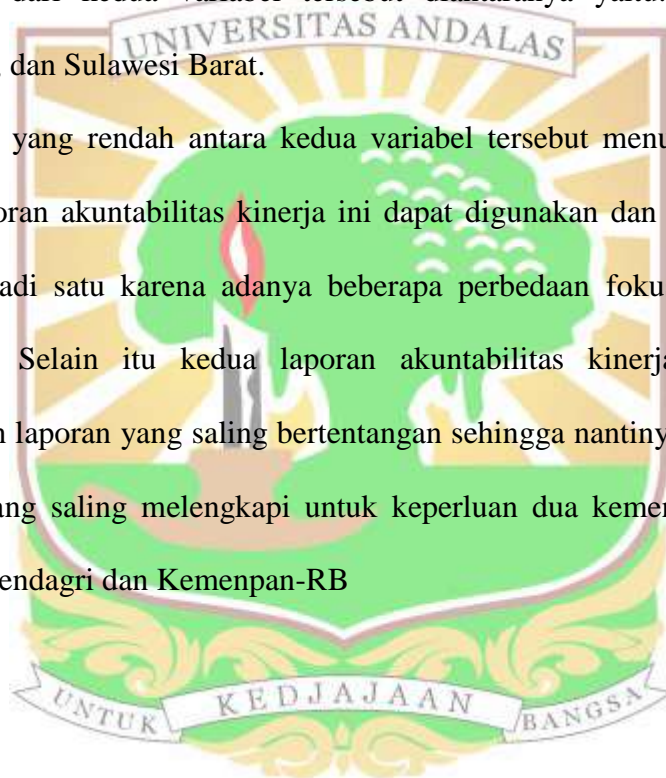 dari kedua variabel tersebut diantaranya yaitu
UNIVERSITAS ANDALAS
dan Sulawesi Barat.
yang rendah antara kedua variabel tersebut menu
oran akuntabilitas kinerja ini dapat digunakan dan
adi satu karena adanya beberapa perbedaan foku
Selain itu kedua laporan akuntabilitas kinerja
n laporan yang saling bertentangan sehingga nantiny
ang saling melengkapi untuk keperluan dua kemen
endagri dan Kemenpan-RB
UNTUK KEDJAJAAN BANGSA